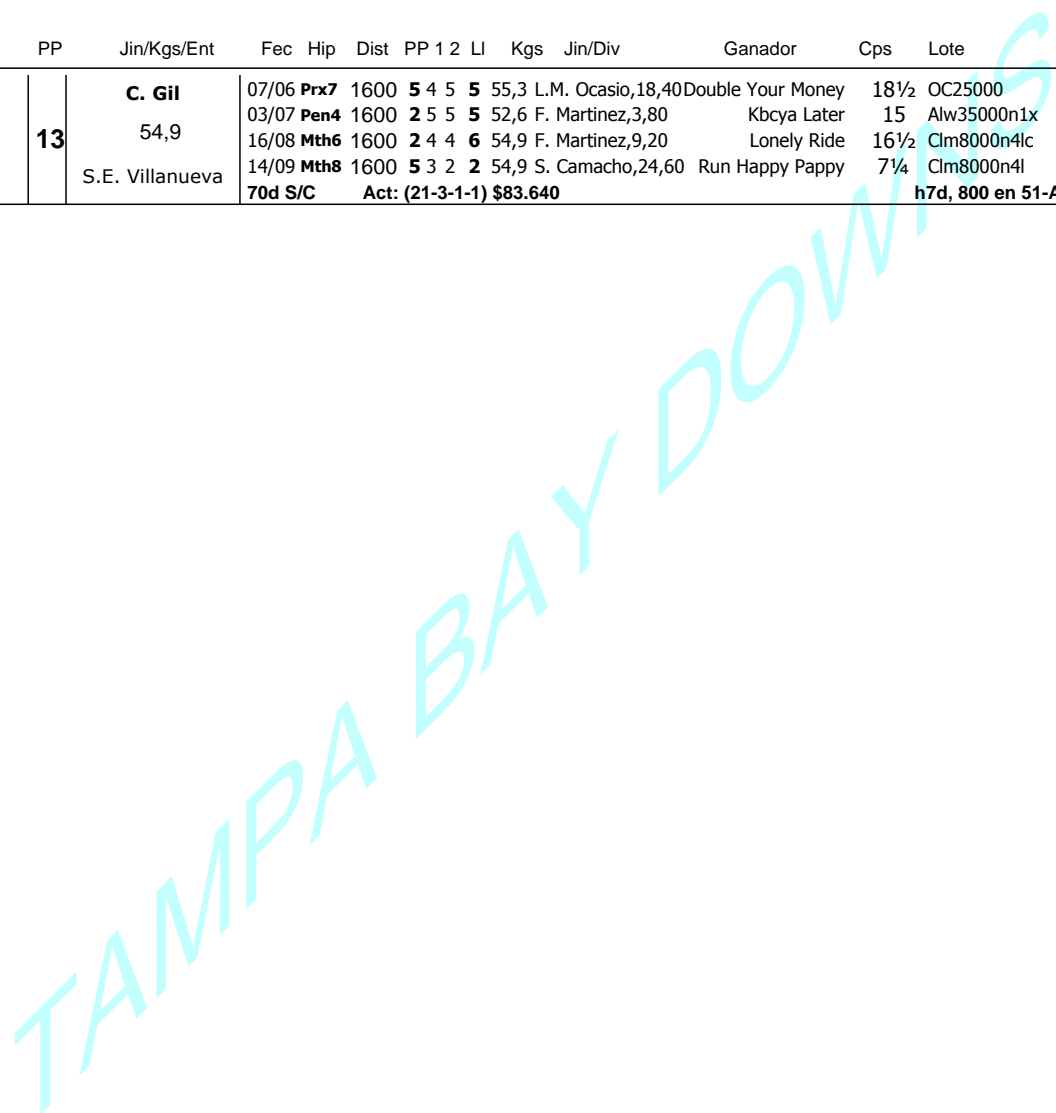 PP Jin/Kgs/Ent Fec Hip Dist PP 1 2 Ll Kgs Jin/Div Ganador Cps Lote
13 C. Gil 54,9 S.E. Villanueva
07/06 Prx7 1600 5 4 5 5 55,3 L.M. Ocasio,18,40 Double Your Money 18½ OC25000
03/07 Pen4 1600 2 5 5 5 52,6 F. Martinez,3,80 Kbcya Later 15 Alw35000n1x
16/08 Mth6 1600 2 4 4 6 54,9 F. Martinez,9,20 Lonely Ride 16½ Clm8000n4lc
14/09 Mth8 1600 5 3 2 2 54,9 S. Camacho,24,60 Run Happy Pappy 7¼ Clm8000n4l
70d S/C Act: (21-3-1-1) $83.640 h7d, 800 en 51-A
TAMPA BAY DOWNS